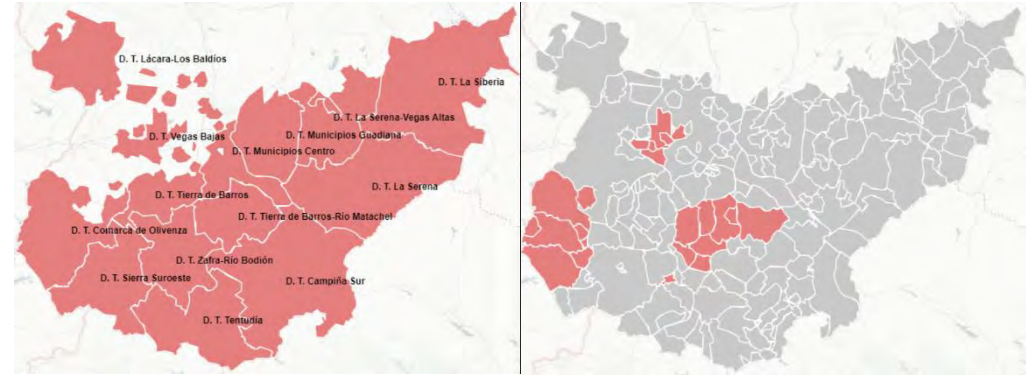 D. T. Lácara-Los Baldíos
D. T. La Siberia
D. T. La Serena-Vegas Altas
D. T. Vegas Bajas
D. T. Municipios Guadiana
D. T. Municipios Centro
D. T. La Serena
D. T. Tierra de Barros
D. T. Tierra de Barros-Río Matachel
D. T. Comarca de Olivenza
D. T. Zafra-Río Bodión
D. T. Sierra Suroeste
D. T. Campiña Sur
D. T. Tentudía